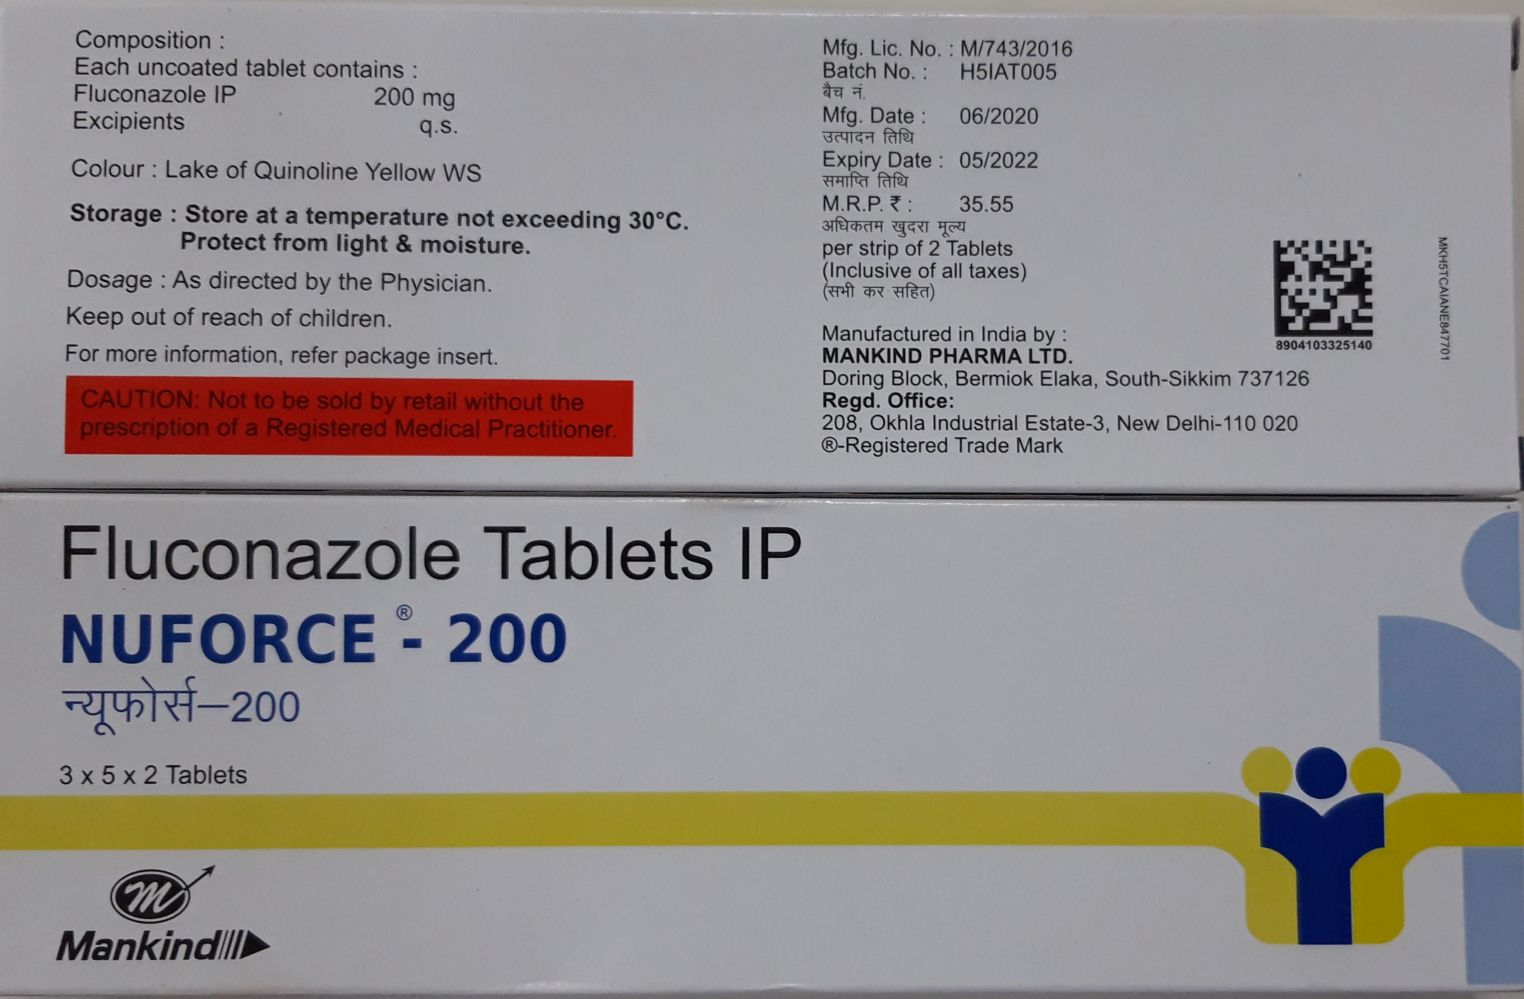 Composition :
Each uncoated tablet contains :
Fluconazole IP 200 mg
Excipients q.s.
Colour : Lake of Quinoline Yellow WS
Storage : Store at a temperature not exceeding 30°C.
Protect from light & moisture.
Dosage : As directed by the Physician.
Keep out of reach of children.
For more information, refer package insert.
CAUTION: Not to be sold by retail without the
prescription of a Registered Medical Practitioner.
Mfg. Lic. No. : M/743/2016
Batch No. : H5IAT005
बैच नं.
Mfg. Date : 06/2020
उत्पादन तिथि
Expiry Date : 05/2022
समाप्ति तिथि
M.R.P. ₹ : 35.55
अधिकतम खुदरा मूल्य
per strip of 2 Tablets
(Inclusive of all taxes)
(सभी कर सहित)
Manufactured in India by :
MANKIND PHARMA LTD.
Doring Block, Bermiok Elaka, South-Sikkim 737126
Regd. Office:
208, Okhla Industrial Estate-3, New Delhi-110 020
®-Registered Trade Mark
8904103325140
MKH5TCAIANE847701
Fluconazole Tablets IP
NUFORCE®- 200
न्यूफोर्स–200
3 x 5 x 2 Tablets
m
Mankind